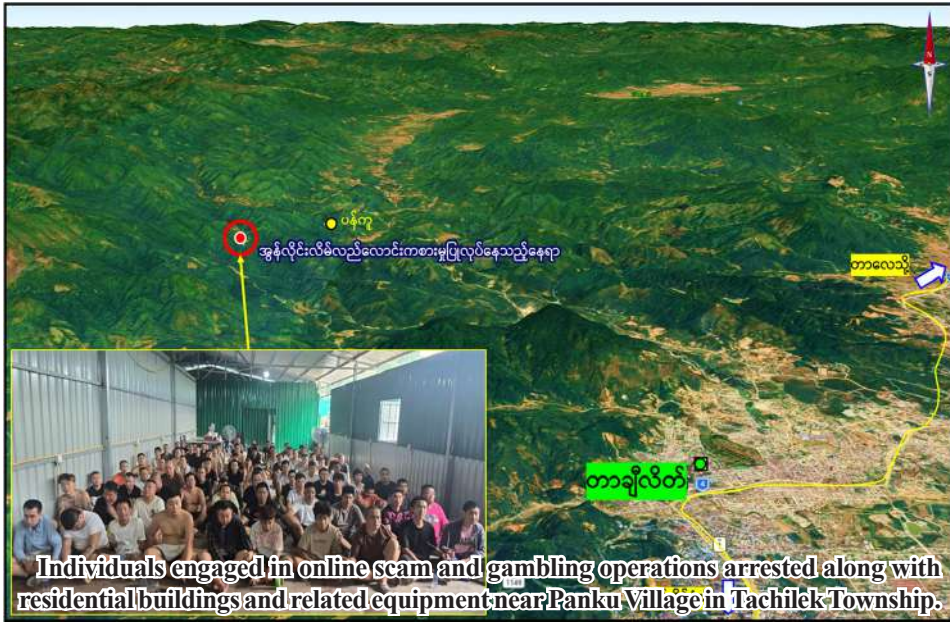 N
ပန်ကူ
အွန်လိုင်းလိမ်လည်လောင်းကစားမှုပြုလုပ်နေသည့်နေရာ
တာလေသို့
တာချီလိတ်
4
1149
Individuals engaged in online scam and gambling operations arrested along with
residential buildings and related equipment near Panku Village in Tachilek Township.